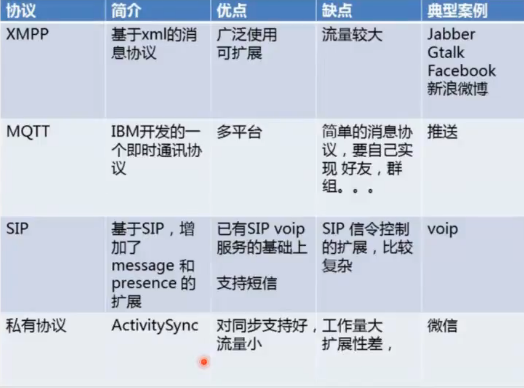 协议 简介 优点 缺点 典型案例
XMPP 基于xml的消 广泛使用 流量较大 Jabber
息协议 可扩展 Gtalk
Facebook
新浪微博
MQTT IBM开发的一 多平台 简单的消息协 推送
个即时通讯协 议，要自己实
议 现 好友，群
组。。。
SIP 基于SIP，增 已有SIP voip SIP 信令控制 voip
加了 服务的基础上 的扩展，比较
message 和 复杂
presence 的 支持短信
扩展
私有协议 ActivitySync 对同步支持好， 工作量大 微信
流量小 扩展性差，